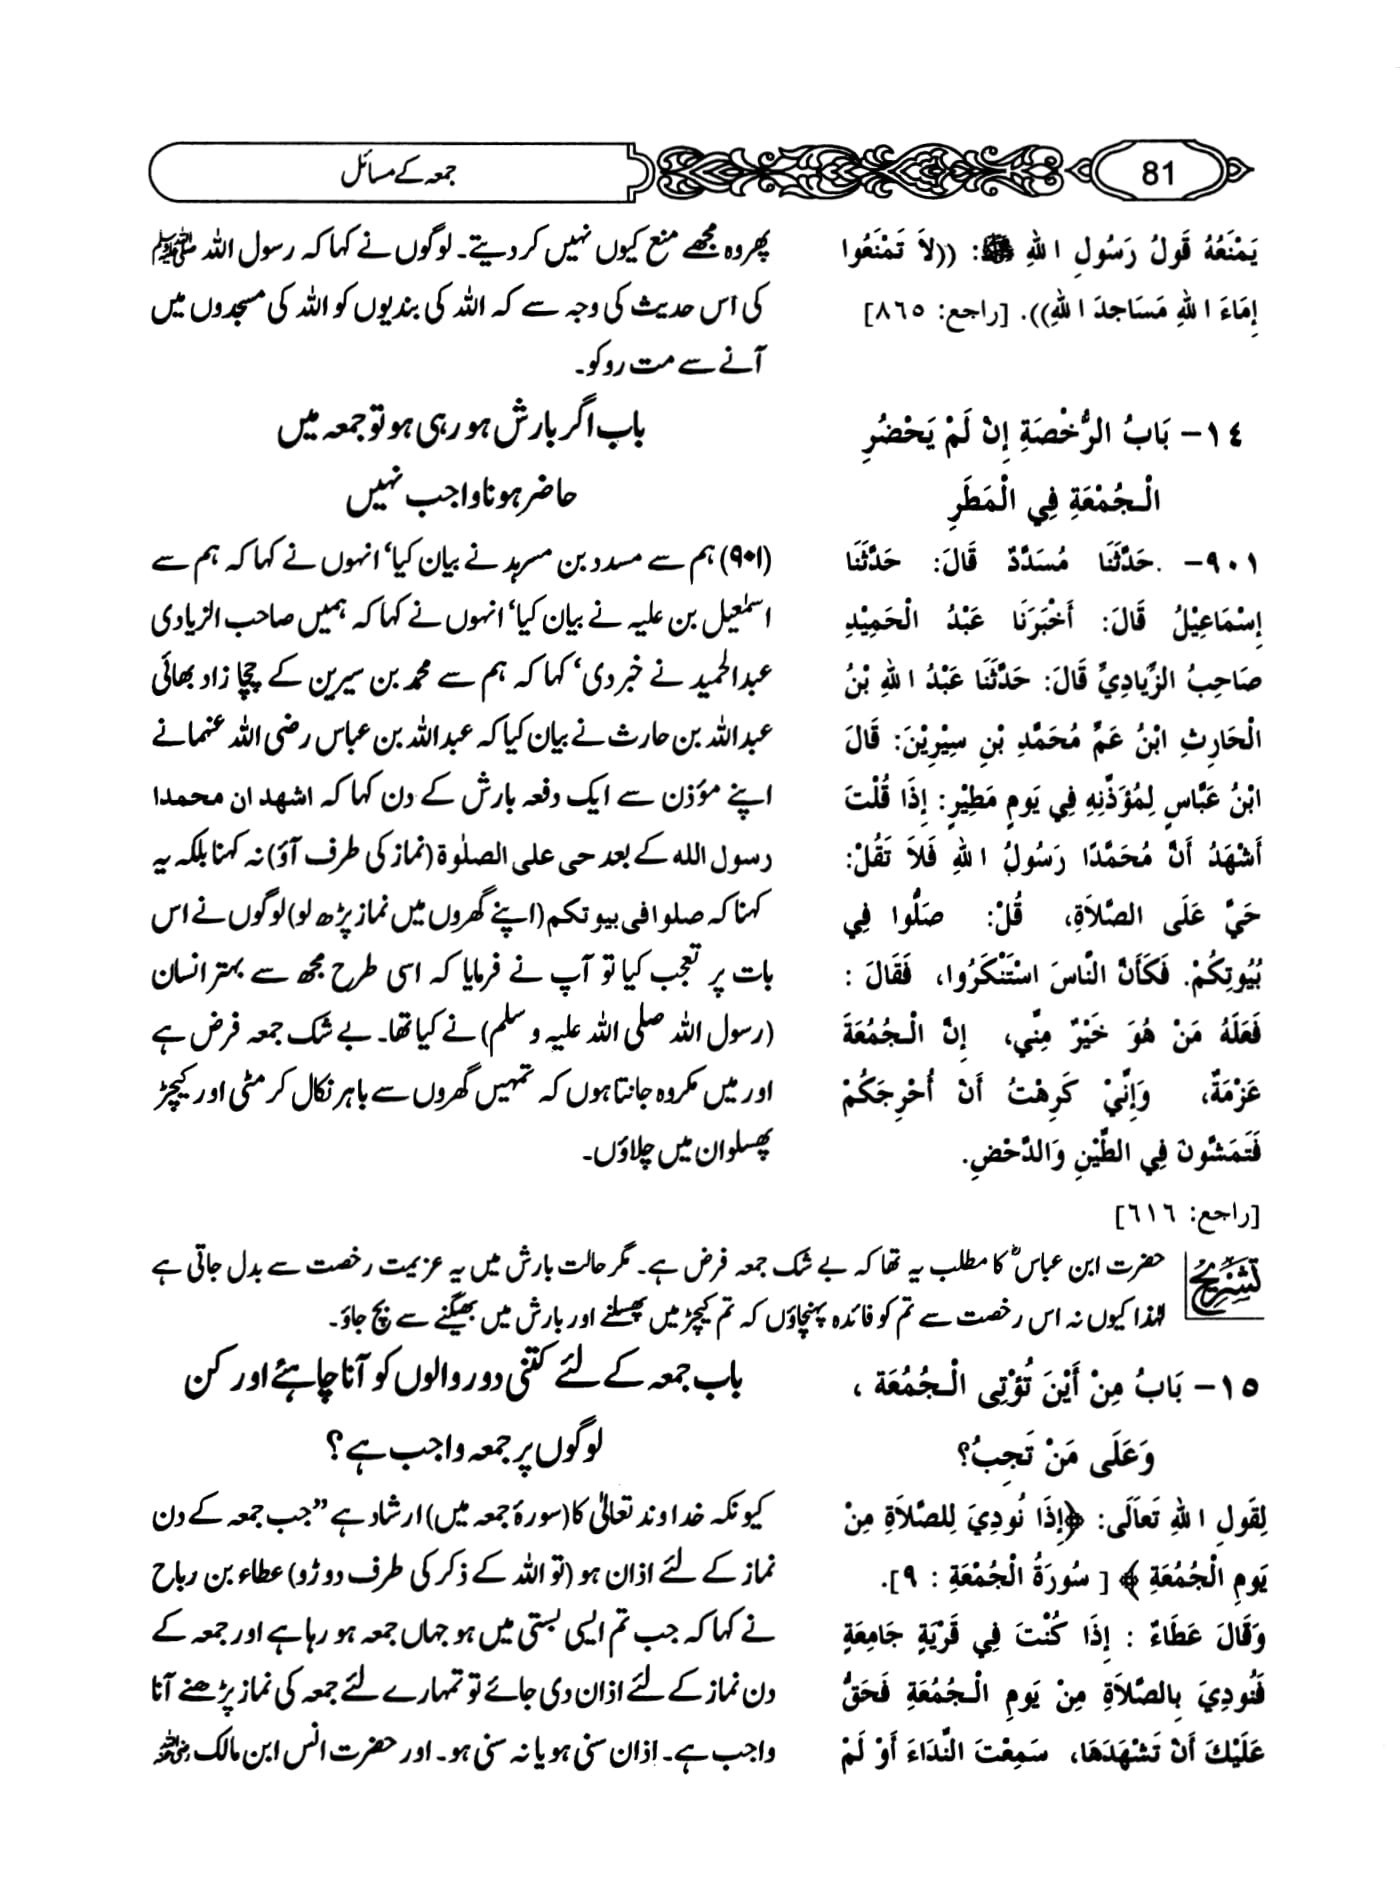 81
جمعہ کے مسائل
يَمْنَعُهُ قَولُ رَسُولِ اللهِ ﷺ: ((لاَ تَمْنَعُوا
إِمَاءَ اللهِ مَسَاجِدَ اللهِ)). [راجع: ٨٦٥]
پھر وہ مجھے منع کیوں نہیں کر دیتے۔ لوگوں نے کہا کہ رسول اللہ ﷺ
کی اس حدیث کی وجہ سے کہ اللہ کی بندیوں کو اللہ کی مسجدوں میں
آنے سے مت روکو۔
١٤- بَابُ الرُّخْصَةِ إِنْ لَمْ يَحْضُرِ
الْـجُمْعَةِ فِي الْمَطَرِ
باب اگر بارش ہو رہی ہو تو جمعہ میں
حاضر ہونا واجب نہیں
٩٠١- حَدَّثَنَا مُسَدَّدٌ قَالَ: حَدَّثَنَا
إِسْمَاعِيْلُ قَالَ: أَخْبَرَنَا عَبْدُ الْحَمِيْدِ
صَاحِبُ الزِّيَادِيِّ قَالَ: حَدَّثَنَا عَبْدُ اللهِ بْنُ
الْحَارِثِ ابْنُ عَمِّ مُحَمَّدِ بْنِ سِيْرِيْنَ: قَالَ
ابْنُ عَبَّاسٍ لِمُؤَذِّنِهِ فِي يَومٍ مَطِيْرٍ: إِذَا قُلْتَ
أَشْهَدُ أَنَّ مُحَمَّدًا رَسُولُ اللهِ فَلاَ تَقُلْ:
حَيَّ عَلَى الصَّلاَةِ، قُلْ: صَلُّوا فِي
بُيُوتِكُمْ. فَكَأَنَّ النَّاسَ اسْتَنْكَرُوا، فَقَالَ :
فَعَلَهُ مَنْ هُوَ خَيْرٌ مِنِّي، إِنَّ الْـجُمُعَةَ
عَزْمَةٌ، وَإِنِّيْ كَرِهْتُ أَنْ أُحْرِجَكُمْ
فَتَمَشَّونَ فِي الطِّيْنِ وَالدَّحْضِ.
[راجع: ٦١٦]
(۹۰۱) ہم سے مسدد بن مسرہد نے بیان کیا‘ انہوں نے کہا کہ ہم سے
اسمٰعیل بن علیہ نے بیان کیا‘ انہوں نے کہا کہ ہمیں صاحب الزیادی
عبدالحمید نے خبر دی‘ کہا کہ ہم سے محمد بن سیرین کے چچا زاد بھائی
عبداللہ بن حارث نے بیان کیا کہ عبداللہ بن عباس رضی اللہ عنہما نے
اپنے مؤذن سے ایک دفعہ بارش کے دن کہا کہ اشهد ان محمدا
رسول الله کے بعد حی علی الصلٰوة (نماز کی طرف آؤ) نہ کہنا بلکہ یہ
کہنا کہ صلوا فی بیوتکم (اپنے گھروں میں نماز پڑھ لو) لوگوں نے اس
بات پر تعجب کیا تو آپ نے فرمایا کہ اسی طرح مجھ سے بہتر انسان
(رسول اللہ صلی اللہ علیہ وسلم) نے کیا تھا۔ بے شک جمعہ فرض ہے
اور میں مکروہ جانتا ہوں کہ تمہیں گھروں سے باہر نکال کر مٹی اور کیچڑ
پھسلوان میں چلاؤں۔
تشریح
حضرت ابن عباسؓ کا مطلب یہ تھا کہ بے شک جمعہ فرض ہے۔ مگر حالت بارش میں یہ عزیمت رخصت سے بدل جاتی ہے
لہٰذا کیوں نہ اس رخصت سے تم کو فائدہ پہنچاؤں کہ تم کیچڑ میں پھسلنے اور بارش میں بھیگنے سے بچ جاؤ۔
١٥- بَابُ مِنْ أَيْنَ تُؤتِى الْـجُمُعَة ،
وَعَلَى مَنْ تَجِبُ؟
باب جمعہ کے لئے کتنی دور والوں کو آنا چاہئے اور کن
لوگوں پر جمعہ واجب ہے؟
لِقَولِ اللهِ تَعَالَى: ﴿إِذَا نُودِيَ لِلصَّلاَةِ مِنْ
يَومِ الْجُمُعَةِ﴾ [سُورَةُ الْجُمْعَةِ : ٩].
وَقَالَ عَطَاءٌ : إِذَا كُنْتَ فِي قَرْيَةٍ جَامِعَةٍ
فَنُودِيَ بِالصَّلاَةِ مِنْ يَومِ الْـجُمُعَةِ فَحَقٌّ
عَلَيْكَ أَنْ تَشْهَدَهَا، سَمِعْتَ النِّدَاءَ أَوْ لَمْ
کیونکہ خداوند تعالیٰ کا (سورۂ جمعہ میں) ارشاد ہے ”جب جمعہ کے دن
نماز کے لئے اذان ہو (تو اللہ کے ذکر کی طرف دوڑو) عطاء بن رباح
نے کہا کہ جب تم ایسی بستی میں ہو جہاں جمعہ ہو رہا ہے اور جمعہ کے
دن نماز کے لئے اذان دی جائے تو تمہارے لئے جمعہ کی نماز پڑھنے آنا
واجب ہے۔ اذان سنی ہو یا نہ سنی ہو۔ اور حضرت انس ابن مالک رضی اللہ عنہ